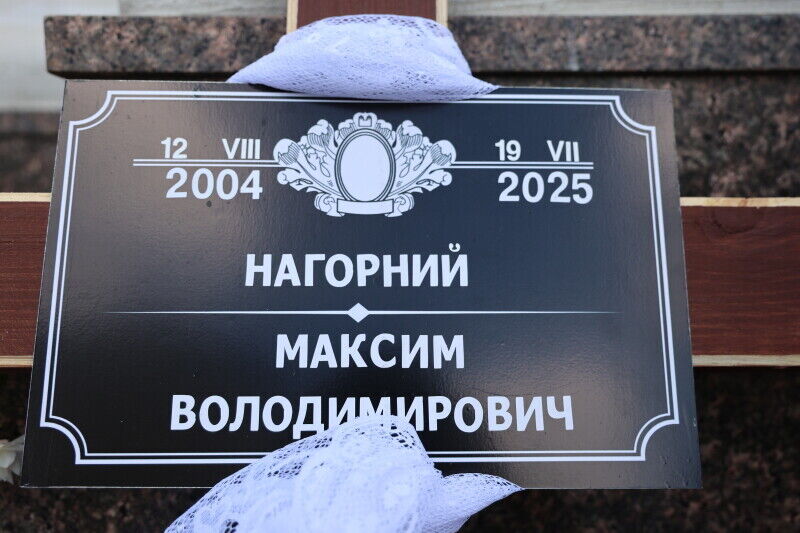 12 VIII 19 VII
2004 2025
НАГОРНИЙ
МАКСИМ
ВОЛОДИМИРОВИЧ